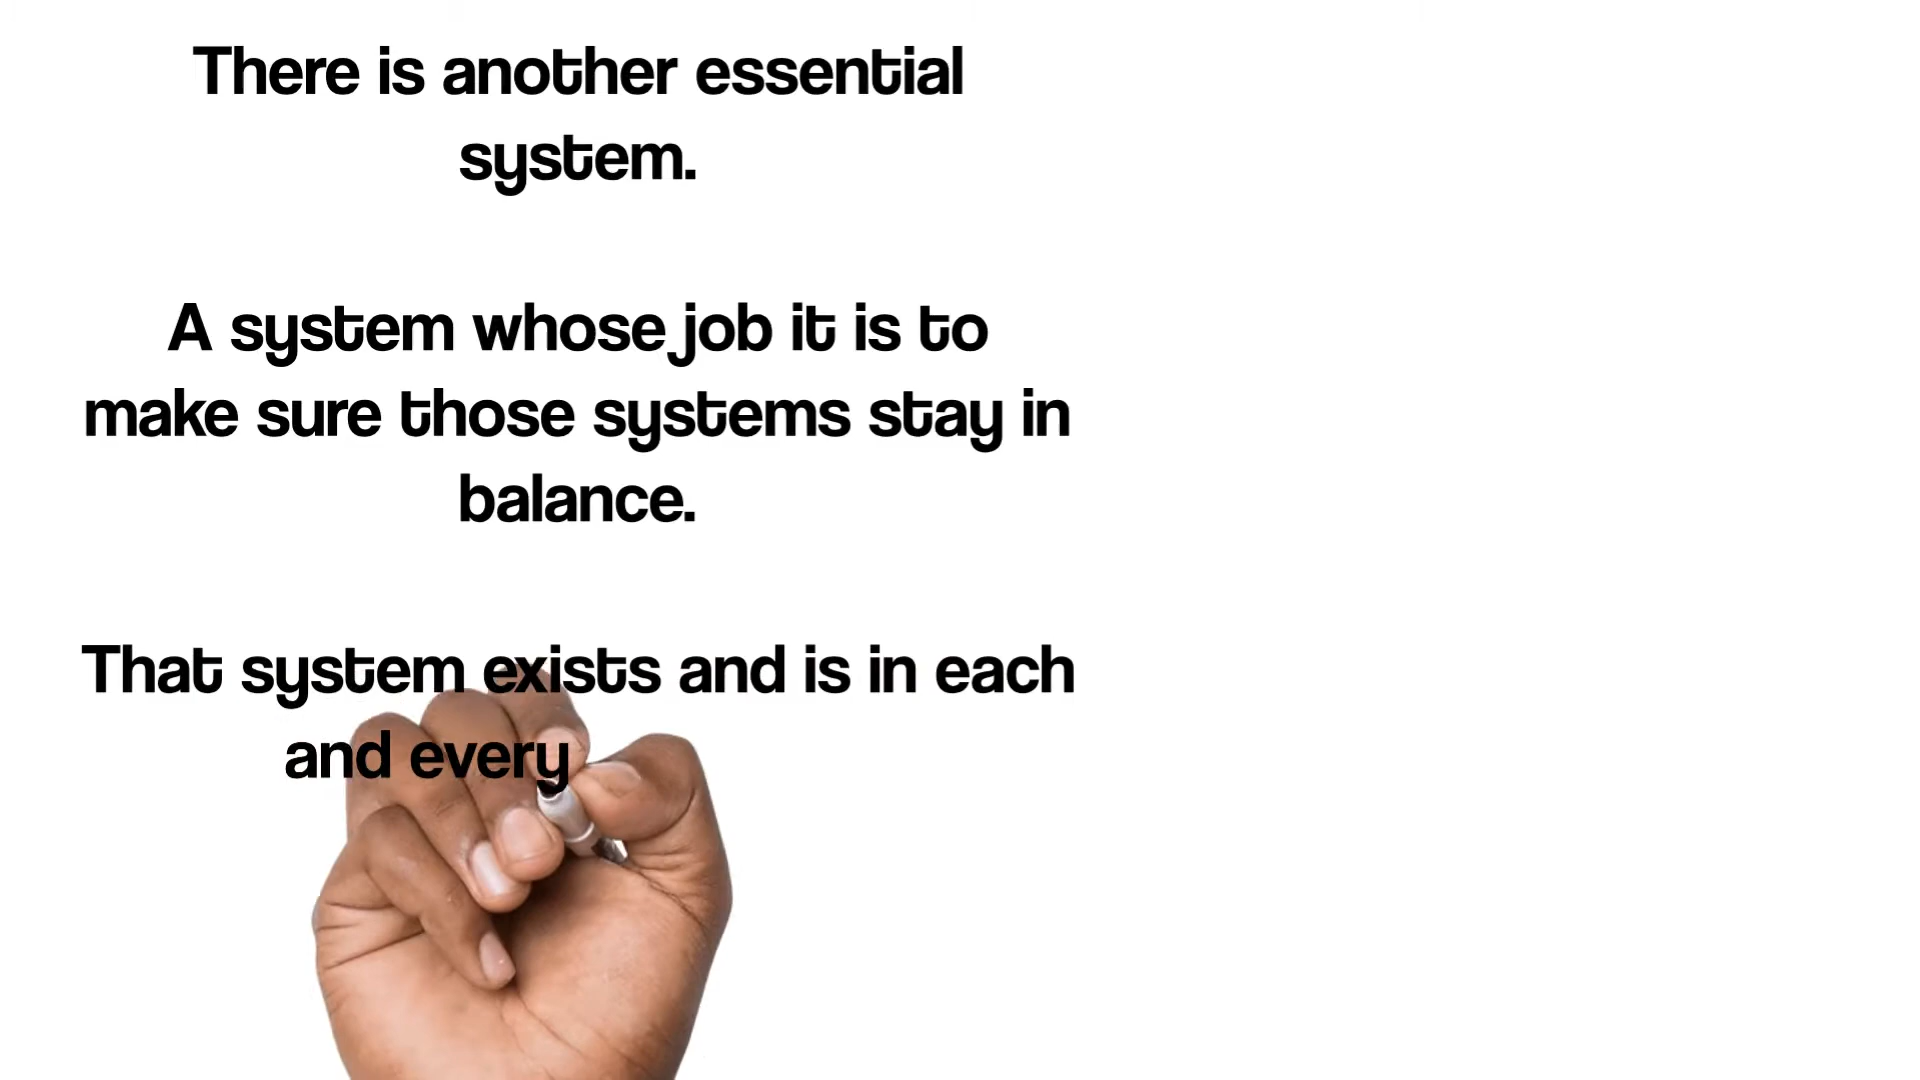 There is another essential
system.
A system whose job it is to
make sure those systems stay in
balance.
That system exists and is in each
and every